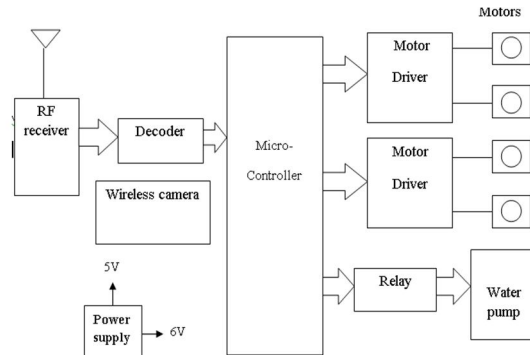 Motors
Motor
Driver
RF
receiver
Decoder
Micro-
Controller
Motor
Driver
Wireless camera
5V
Relay
Water
pump
Power
supply
6V